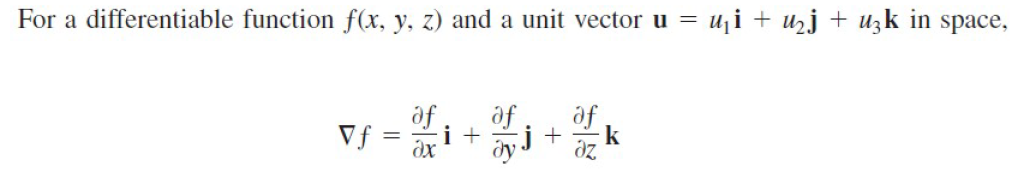 For a differentiable function f(x, y, z) and a unit vector u = u₁i + u₂j + u₃k in space,
∇f = ∂f/∂x i + ∂f/∂y j + ∂f/∂z k